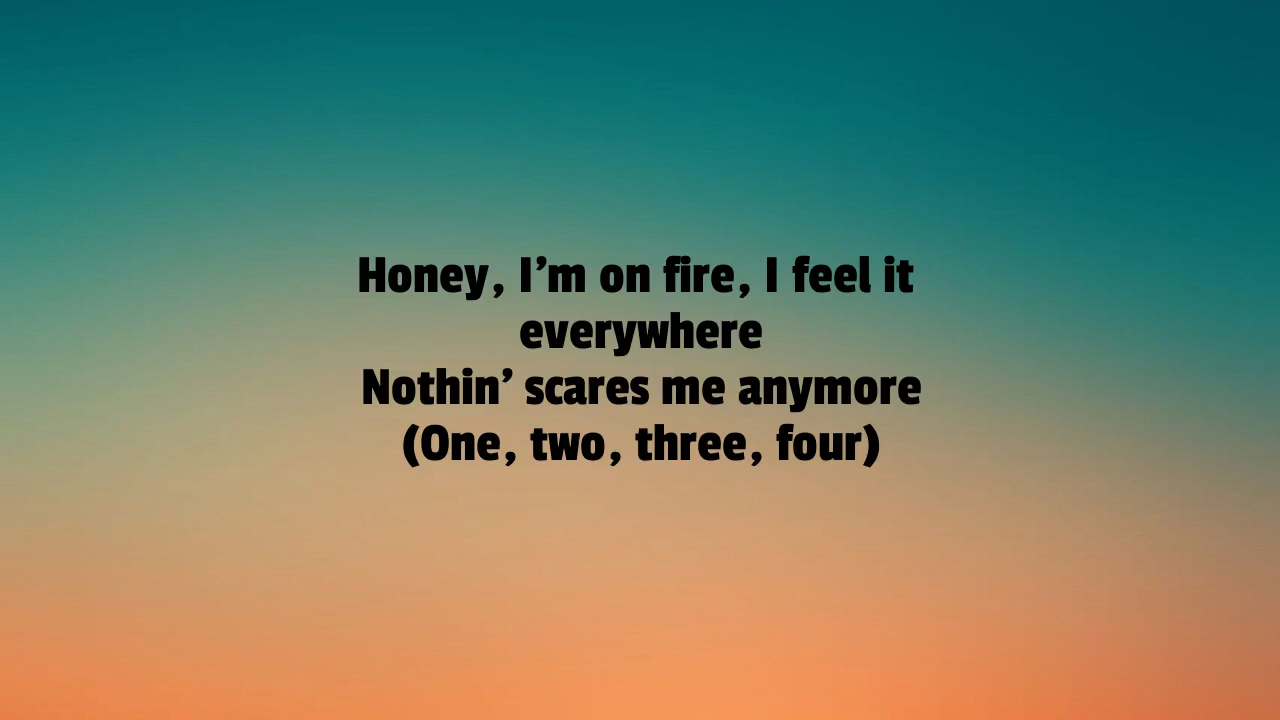 Honey, I'm on fire, I feel it
everywhere
Nothin' scares me anymore
(One, two, three, four)